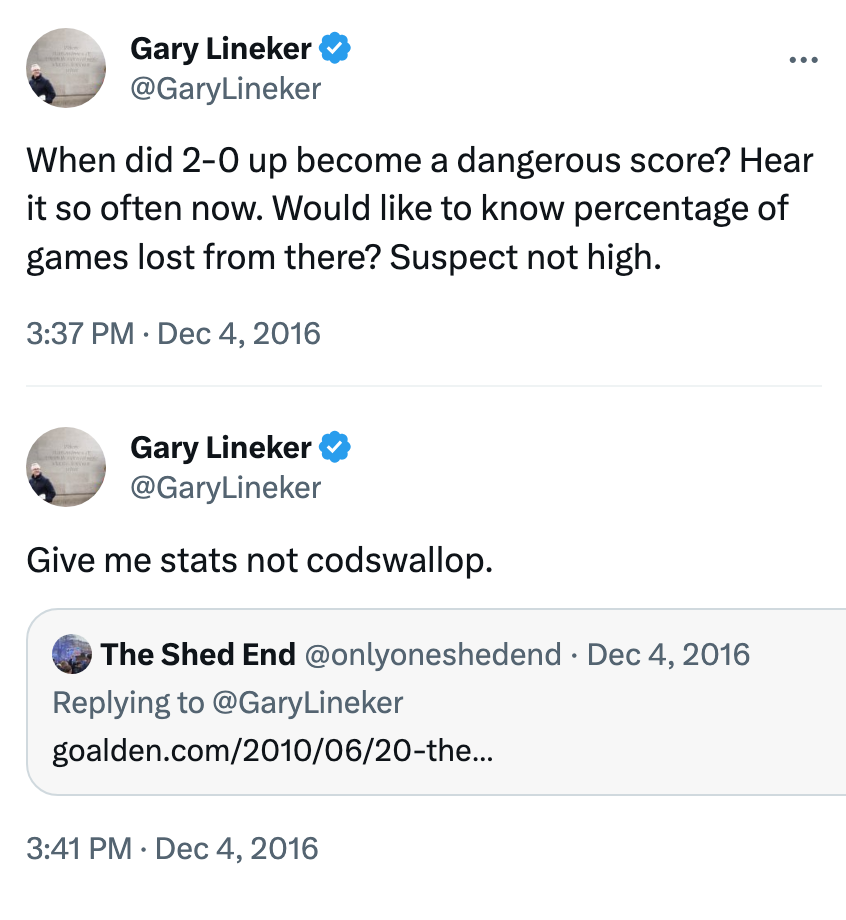 Gary Lineker
@GaryLineker
When did 2-0 up become a dangerous score? Hear
it so often now. Would like to know percentage of
games lost from there? Suspect not high.
3:37 PM · Dec 4, 2016
Gary Lineker
@GaryLineker
Give me stats not codswallop.
The Shed End @onlyoneshedend · Dec 4, 2016
Replying to @GaryLineker
goalden.com/2010/06/20-the...
3:41 PM · Dec 4, 2016